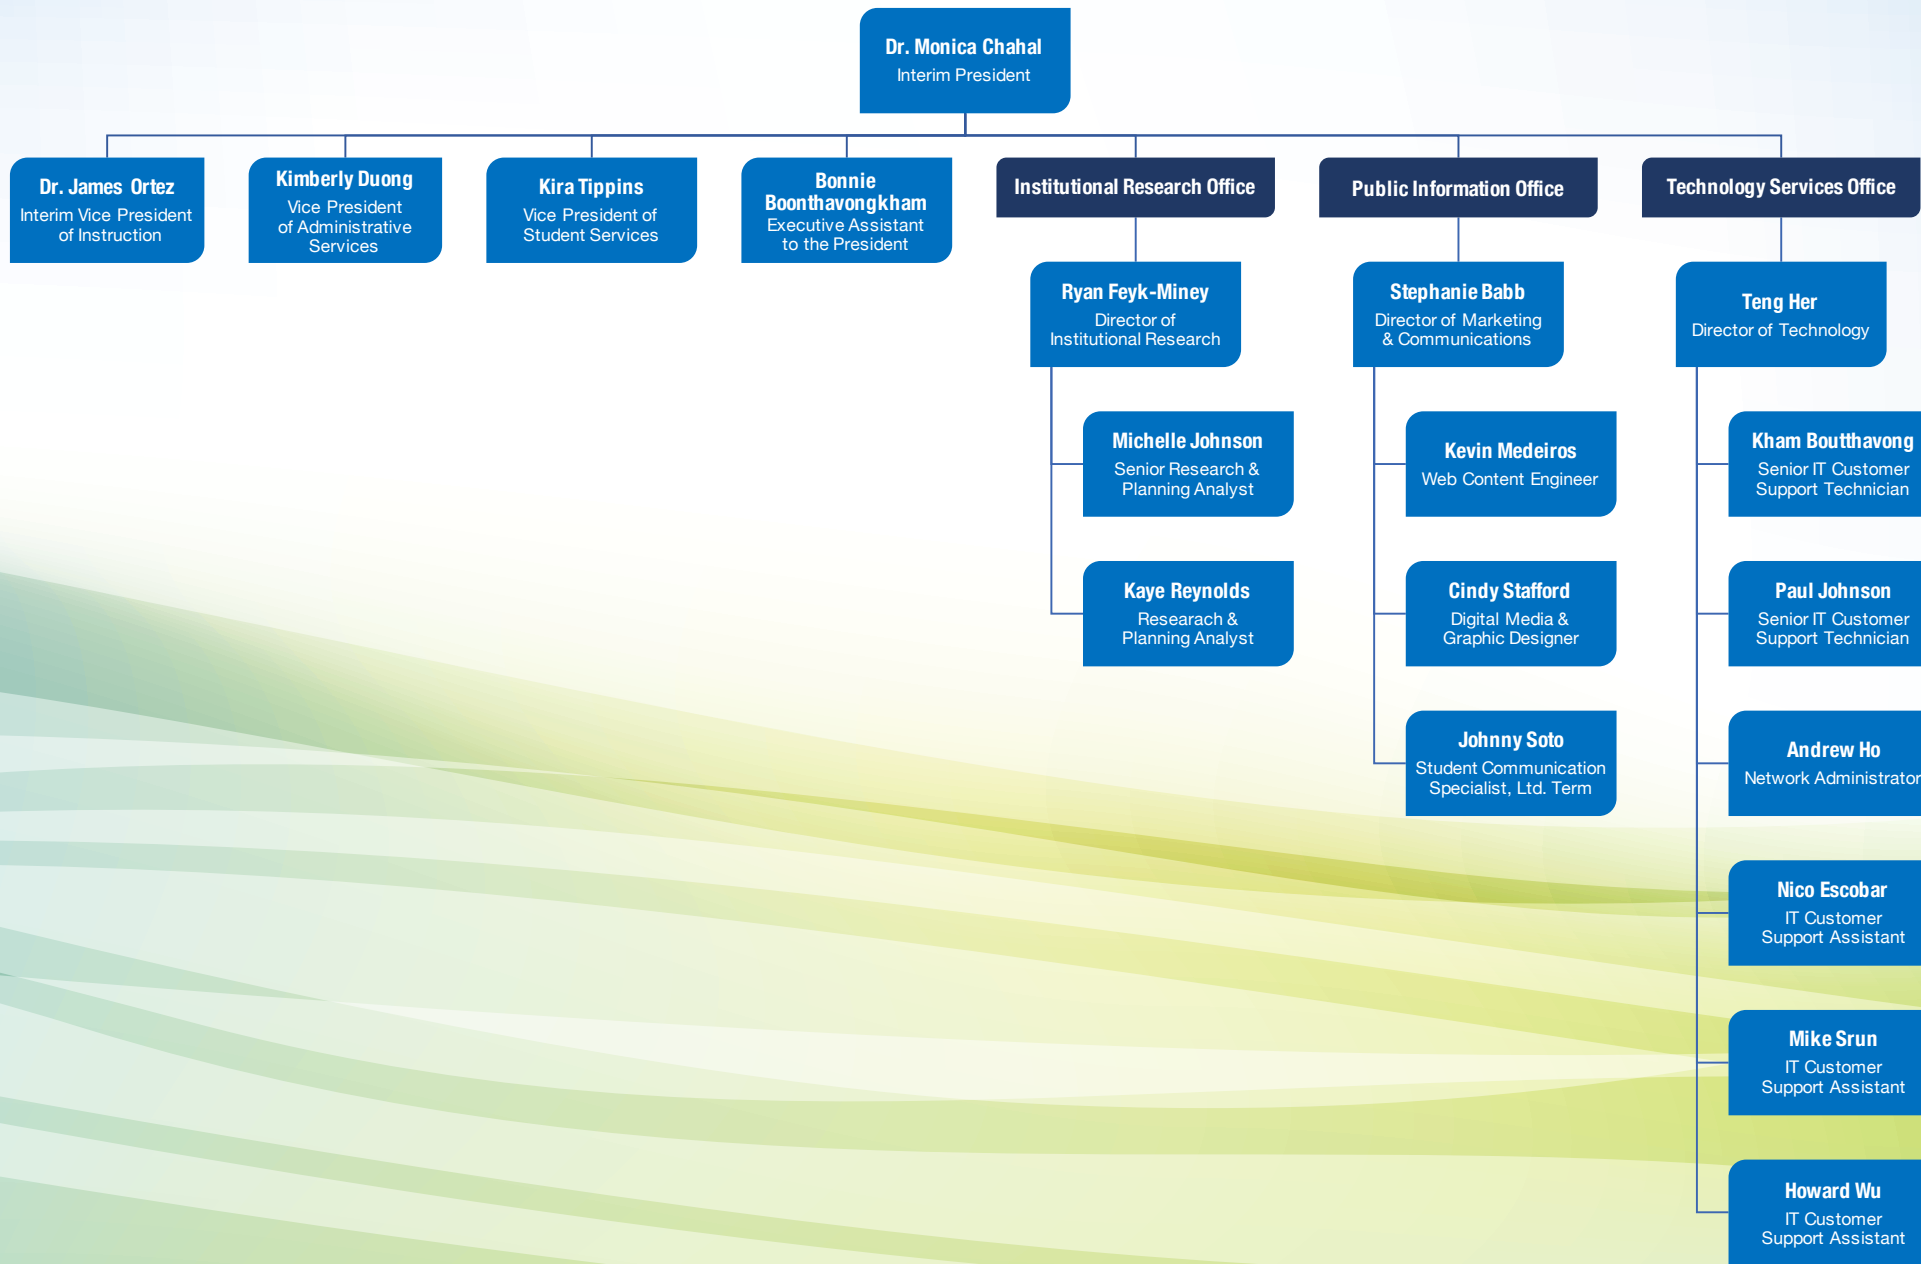 Dr. Monica Chahal
Interim President
Dr. James Ortez
Interim Vice President
of Instruction
Kimberly Duong
Vice President
of Administrative
Services
Kira Tippins
Vice President of
Student Services
Bonnie
Boonthavongkham
Executive Assistant
to the President
Institutional Research Office
Ryan Feyk-Miney
Director of
Institutional Research
Michelle Johnson
Senior Research &
Planning Analyst
Kaye Reynolds
Researach &
Planning Analyst
Public Information Office
Stephanie Babb
Director of Marketing
& Communications
Kevin Medeiros
Web Content Engineer
Cindy Stafford
Digital Media &
Graphic Designer
Johnny Soto
Student Communication
Specialist, Ltd. Term
Technology Services Office
Teng Her
Director of Technology
Kham Boutthavong
Senior IT Customer
Support Technician
Paul Johnson
Senior IT Customer
Support Technician
Andrew Ho
Network Administrator
Nico Escobar
IT Customer
Support Assistant
Mike Srun
IT Customer
Support Assistant
Howard Wu
IT Customer
Support Assistant